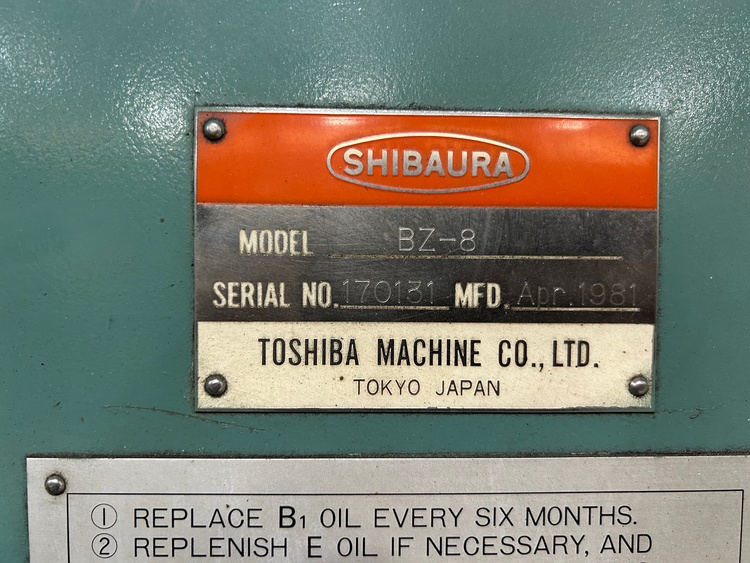 SHIBAURA
MODEL BZ-8
SERIAL NO. 170131 MFD. Apr. 1981
TOSHIBA MACHINE CO., LTD.
TOKYO JAPAN
① REPLACE B₁ OIL EVERY SIX MONTHS.
② REPLENISH E OIL IF NECESSARY, AND